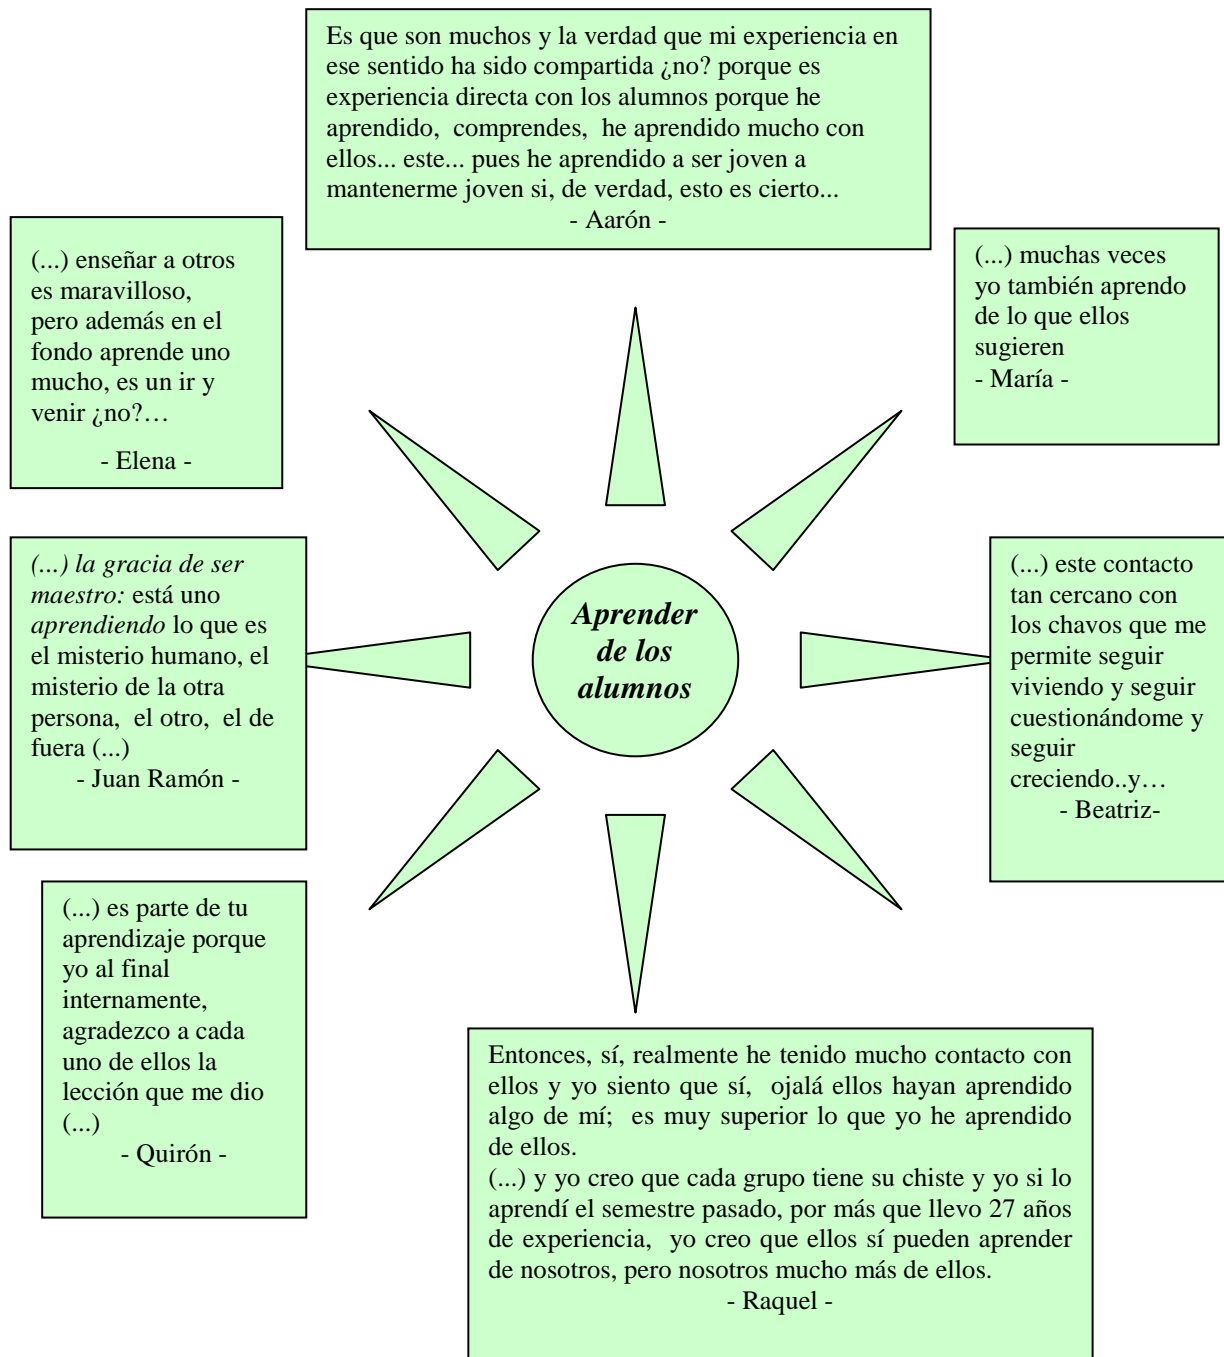 Es que son muchos y la verdad que mi experiencia en
ese sentido ha sido compartida ¿no? porque es
experiencia directa con los alumnos porque he
aprendido, comprendes, he aprendido mucho con
ellos... este... pues he aprendido a ser joven a
mantenerme joven si, de verdad, esto es cierto...
- Aarón -
(...) enseñar a otros
es maravilloso,
pero además en el
fondo aprende uno
mucho, es un ir y
venir ¿no?…
- Elena -
(...) muchas veces
yo también aprendo
de lo que ellos
sugieren
- María -
(...) la gracia de ser
maestro: está uno
aprendiendo lo que es
el misterio humano, el
misterio de la otra
persona, el otro, el de
fuera (...)
- Juan Ramón -
Aprender
de los
alumnos
(...) este contacto
tan cercano con
los chavos que me
permite seguir
viviendo y seguir
cuestionándome y
seguir
creciendo..y…
- Beatriz-
(...) es parte de tu
aprendizaje porque
yo al final
internamente,
agradezco a cada
uno de ellos la
lección que me dio
(...)
- Quirón -
Entonces, sí, realmente he tenido mucho contacto con
ellos y yo siento que sí, ojalá ellos hayan aprendido
algo de mí; es muy superior lo que yo he aprendido
de ellos.
(...) y yo creo que cada grupo tiene su chiste y yo si lo
aprendí el semestre pasado, por más que llevo 27 años
de experiencia, yo creo que ellos sí pueden aprender
de nosotros, pero nosotros mucho más de ellos.
- Raquel -